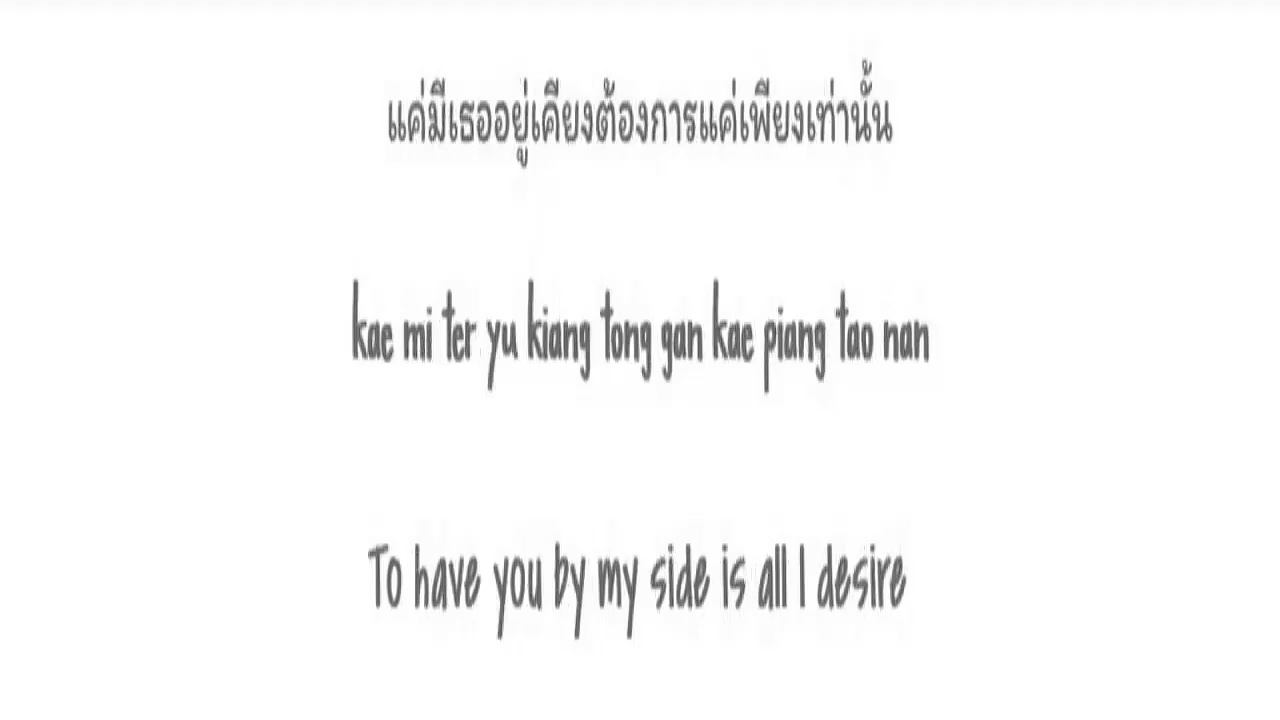 แค่มีเธออยู่เคียงต้องการแค่เพียงเท่านั้น
kae mi ter yu kiang tong gan kae piang tao nan
To have you by my side is all I desire